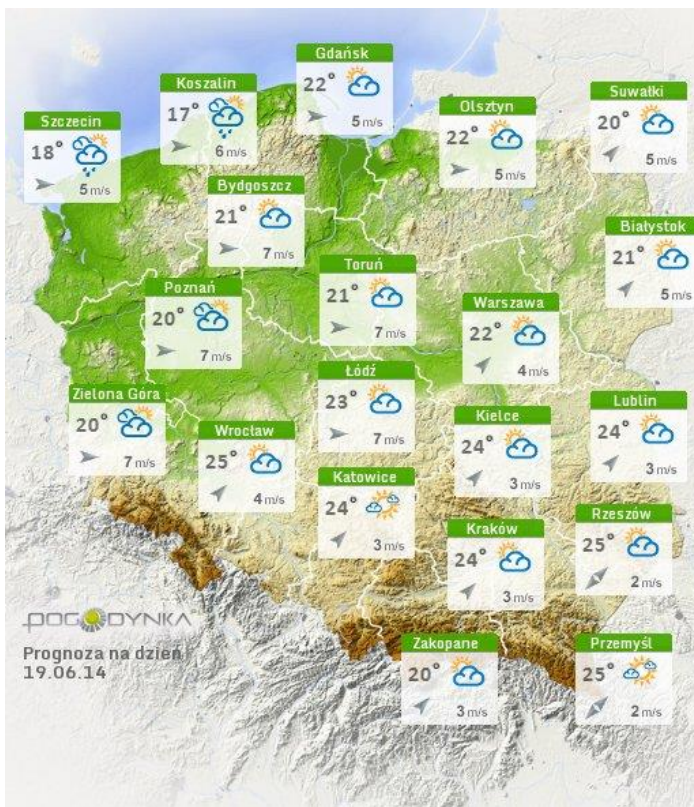 Gdańsk
22°
5 m/s
Koszalin
17°
6 m/s
Suwałki
20°
5 m/s
Olsztyn
22°
5 m/s
Szczecin
18°
5 m/s
Bydgoszcz
21°
7 m/s
Białystok
21°
5 m/s
Toruń
21°
7 m/s
Poznań
20°
7 m/s
Warszawa
22°
4 m/s
Łódź
23°
7 m/s
Zielona Góra
20°
7 m/s
Lublin
24°
3 m/s
Kielce
24°
3 m/s
Wrocław
25°
4 m/s
Katowice
24°
3 m/s
Rzeszów
25°
2 m/s
Kraków
24°
3 m/s
POGODYNKA
Prognoza na dzień
19.06.14
Zakopane
20°
3 m/s
Przemyśl
25°
2 m/s